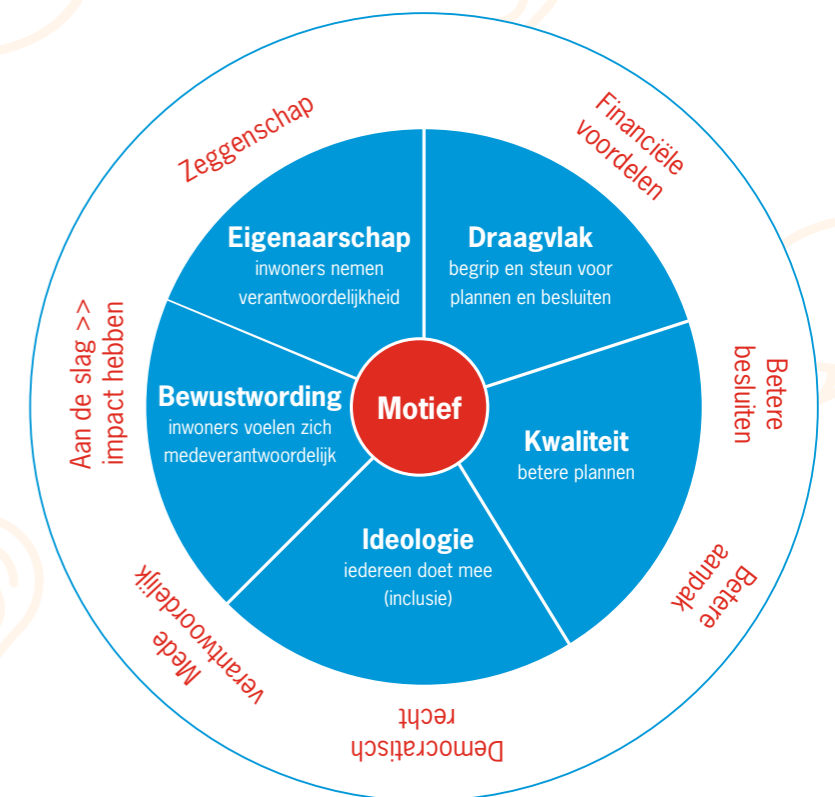 Zeggenschap
Financiële
voordelen
Eigenaarschap
inwoners nemen
verantwoordelijkheid
Draagvlak
begrip en steun voor
plannen en besluiten
Aan de slag >>
impact hebben
Betere
besluiten
Bewustwording
inwoners voelen zich
medeverantwoordelijk
Motief
Kwaliteit
betere plannen
Ideologie
iedereen doet mee
(inclusie)
Betere
aanpak
Mede
verantwoordelijk
Democratisch
recht